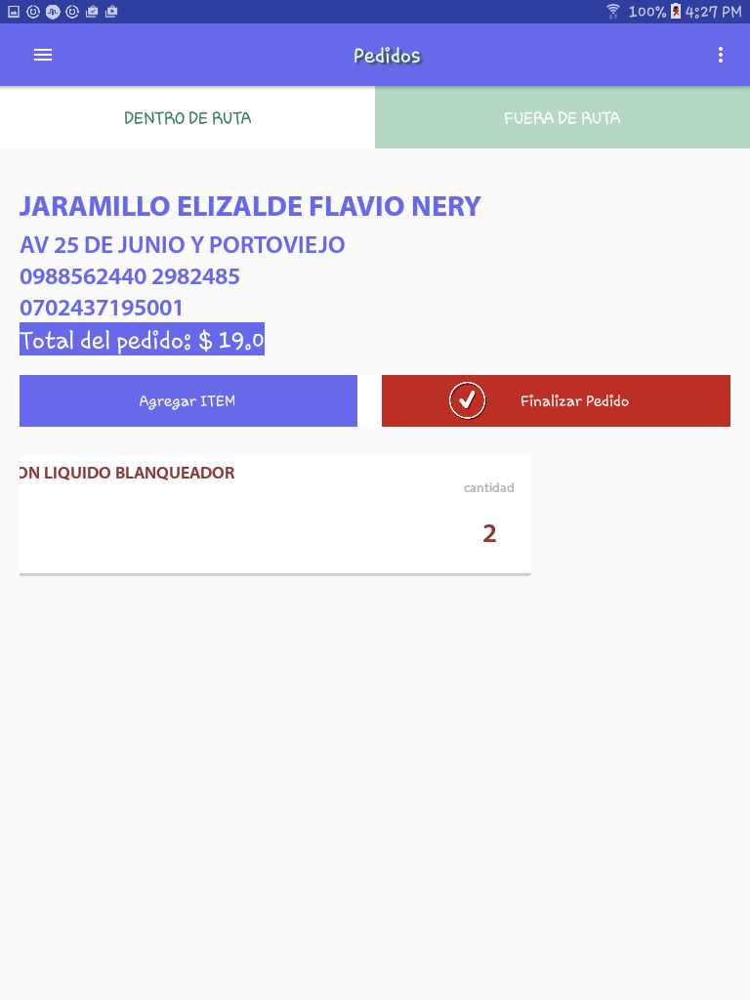 100% 4:27 PM
Pedidos
DENTRO DE RUTA
FUERA DE RUTA
JARAMILLO ELIZALDE FLAVIO NERY
AV 25 DE JUNIO Y PORTOVIEJO
0988562440 2982485
0702437195001
Total del pedido: $ 19.0
Agregar ITEM
Finalizar Pedido
ON LIQUIDO BLANQUEADOR
cantidad
2